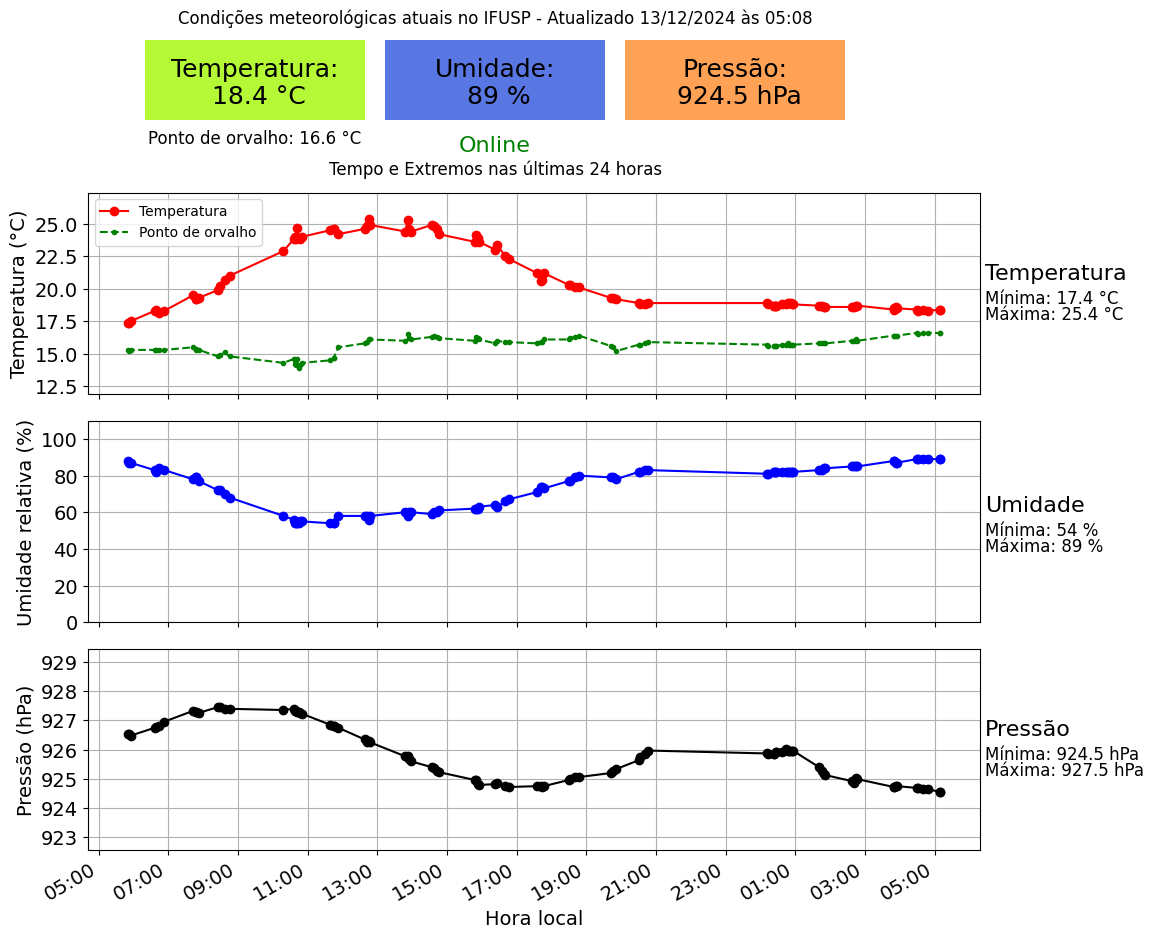 Condições meteorológicas atuais no IFUSP - Atualizado 13/12/2024 às 05:08
Temperatura:
18.4 °C
Umidade:
89 %
Pressão:
924.5 hPa
Ponto de orvalho: 16.6 °C
Online
Tempo e Extremos nas últimas 24 horas
Temperatura (°C)
25.0
22.5
20.0
17.5
15.0
12.5
Temperatura
Ponto de orvalho
Temperatura
Mínima: 17.4 °C
Máxima: 25.4 °C
Umidade relativa (%)
100
80
60
40
20
0
Umidade
Mínima: 54 %
Máxima: 89 %
Pressão (hPa)
929
928
927
926
925
924
923
Pressão
Mínima: 924.5 hPa
Máxima: 927.5 hPa
05:00 07:00 09:00 11:00 13:00 15:00 17:00 19:00 21:00 23:00 01:00 03:00 05:00
Hora local